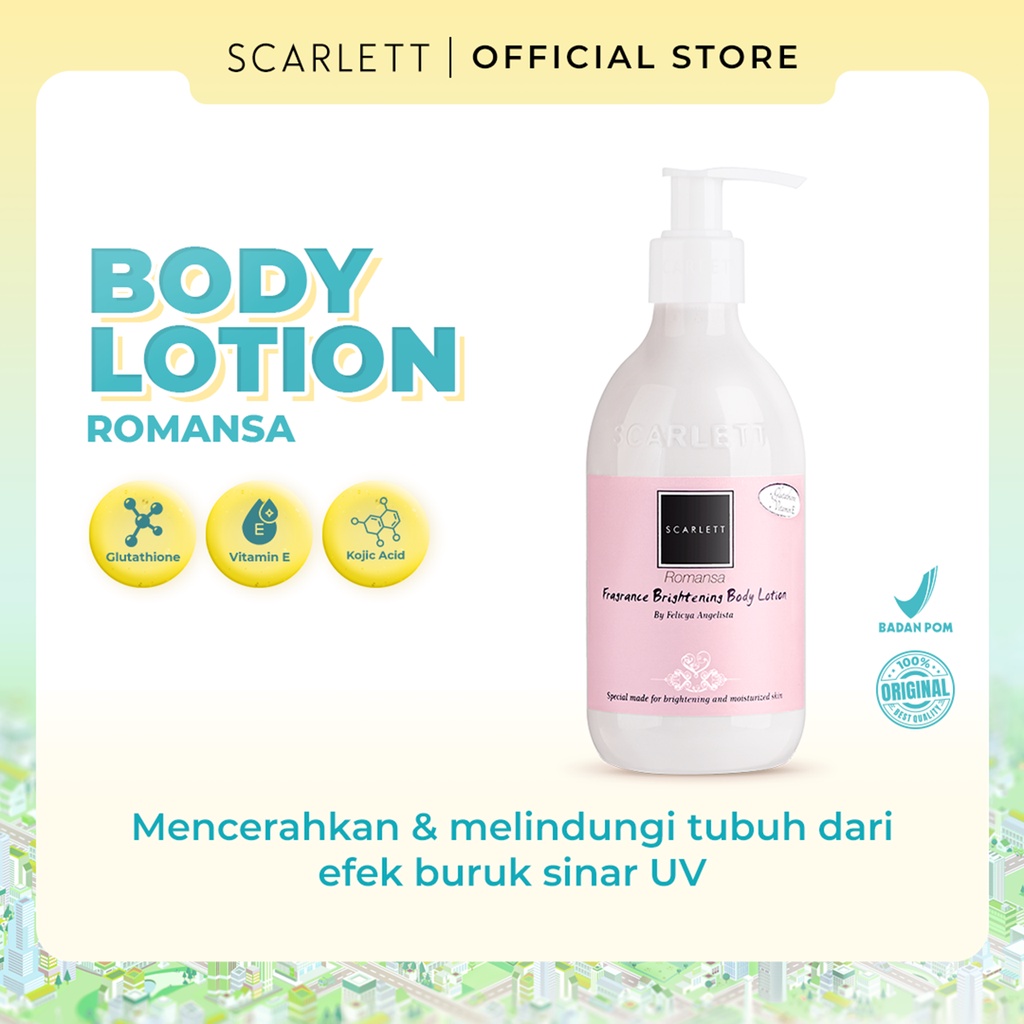 SCARLETT | OFFICIAL STORE
BODY
LOTION
ROMANSA
Glutathione
Vitamin E
Kojic Acid
E
SCARLETT
SCARLETT
Romansa
Fragrance Brightening Body Lotion
By Felicya Angelista
Special made for brightening and moisturized skin
BADAN POM
100%
ORIGINAL
BEST QUALITY
Mencerahkan & melindungi tubuh dari
efek buruk sinar UV